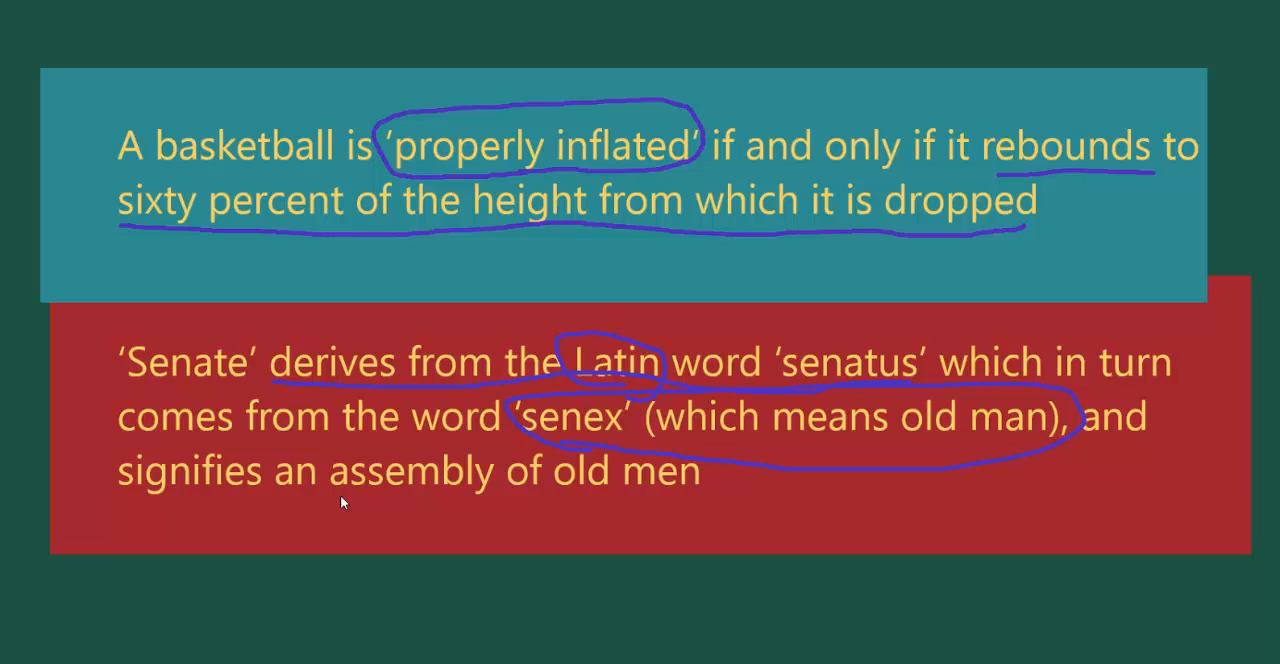 A basketball is ‘properly inflated’ if and only if it rebounds to
sixty percent of the height from which it is dropped
‘Senate’ derives from the Latin word ‘senatus’ which in turn
comes from the word ‘senex’ (which means old man), and
signifies an assembly of old men